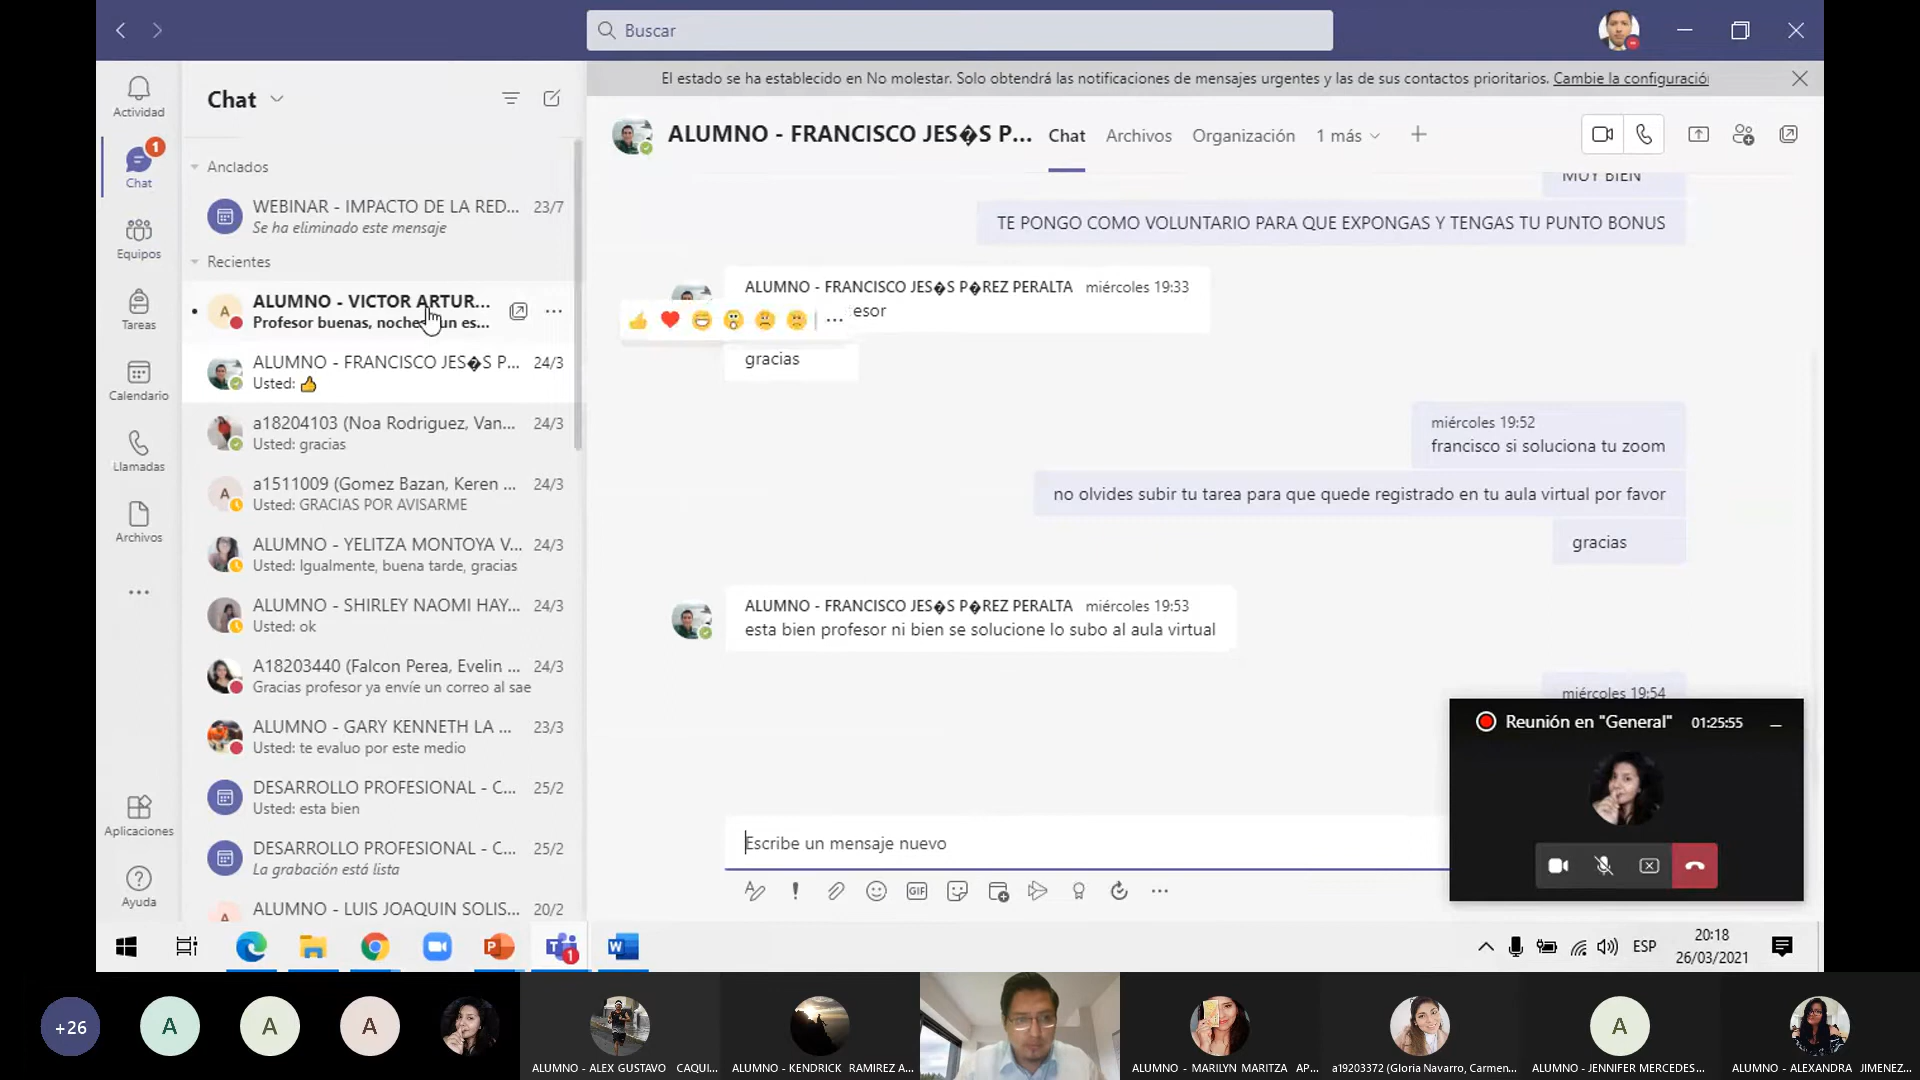 Buscar
El estado se ha establecido en No molestar. Solo obtendrá las notificaciones de mensajes urgentes y las de sus contactos prioritarios. Cambie la configuración
Actividad
1
Chat
Equipos
Tareas
Calendario
Llamadas
Archivos
Aplicaciones
Ayuda
Chat
Anclados
WEBINAR - IMPACTO DE LA RED... 23/7
Se ha eliminado este mensaje
Recientes
A
ALUMNO - VICTOR ARTUR...
Profesor buenas, noches un es...
ALUMNO - FRANCISCO JES�S P... 24/3
Usted: 👍
a18204103 (Noa Rodriguez, Van... 24/3
Usted: gracias
A
a1511009 (Gomez Bazan, Keren ... 24/3
Usted: GRACIAS POR AVISARME
ALUMNO - YELITZA MONTOYA V... 24/3
Usted: Igualmente, buena tarde, gracias
ALUMNO - SHIRLEY NAOMI HAY... 24/3
Usted: ok
A18203440 (Falcon Perea, Evelin ... 24/3
Gracias profesor ya envíe un correo al sae
ALUMNO - GARY KENNETH LA ... 23/3
Usted: te evaluo por este medio
DESARROLLO PROFESIONAL - C... 25/2
Usted: esta bien
DESARROLLO PROFESIONAL - C... 25/2
La grabación está lista
A
ALUMNO - LUIS JOAQUIN SOLIS... 20/2
ALUMNO - FRANCISCO JES�S P... Chat Archivos Organización 1 más
MUY BIEN
TE PONGO COMO VOLUNTARIO PARA QUE EXPONGAS Y TENGAS TU PUNTO BONUS
ALUMNO - FRANCISCO JES�S P�REZ PERALTA miércoles 19:33
esor
gracias
miércoles 19:52
francisco si soluciona tu zoom
no olvides subir tu tarea para que quede registrado en tu aula virtual por favor
gracias
ALUMNO - FRANCISCO JES�S P�REZ PERALTA miércoles 19:53
esta bien profesor ni bien se solucione lo subo al aula virtual
miércoles 19:54
Reunión en "General" 01:25:55
Escribe un mensaje nuevo
GIF
1
ESP
20:18
26/03/2021
+26
A
A
A
ALUMNO - ALEX GUSTAVO CAQUI...
ALUMNO - KENDRICK RAMIREZ A...
ALUMNO - MARILYN MARITZA AP...
a19203372 (Gloria Navarro, Carmen...
A
ALUMNO - JENNIFER MERCEDES...
ALUMNO - ALEXANDRA JIMENEZ...